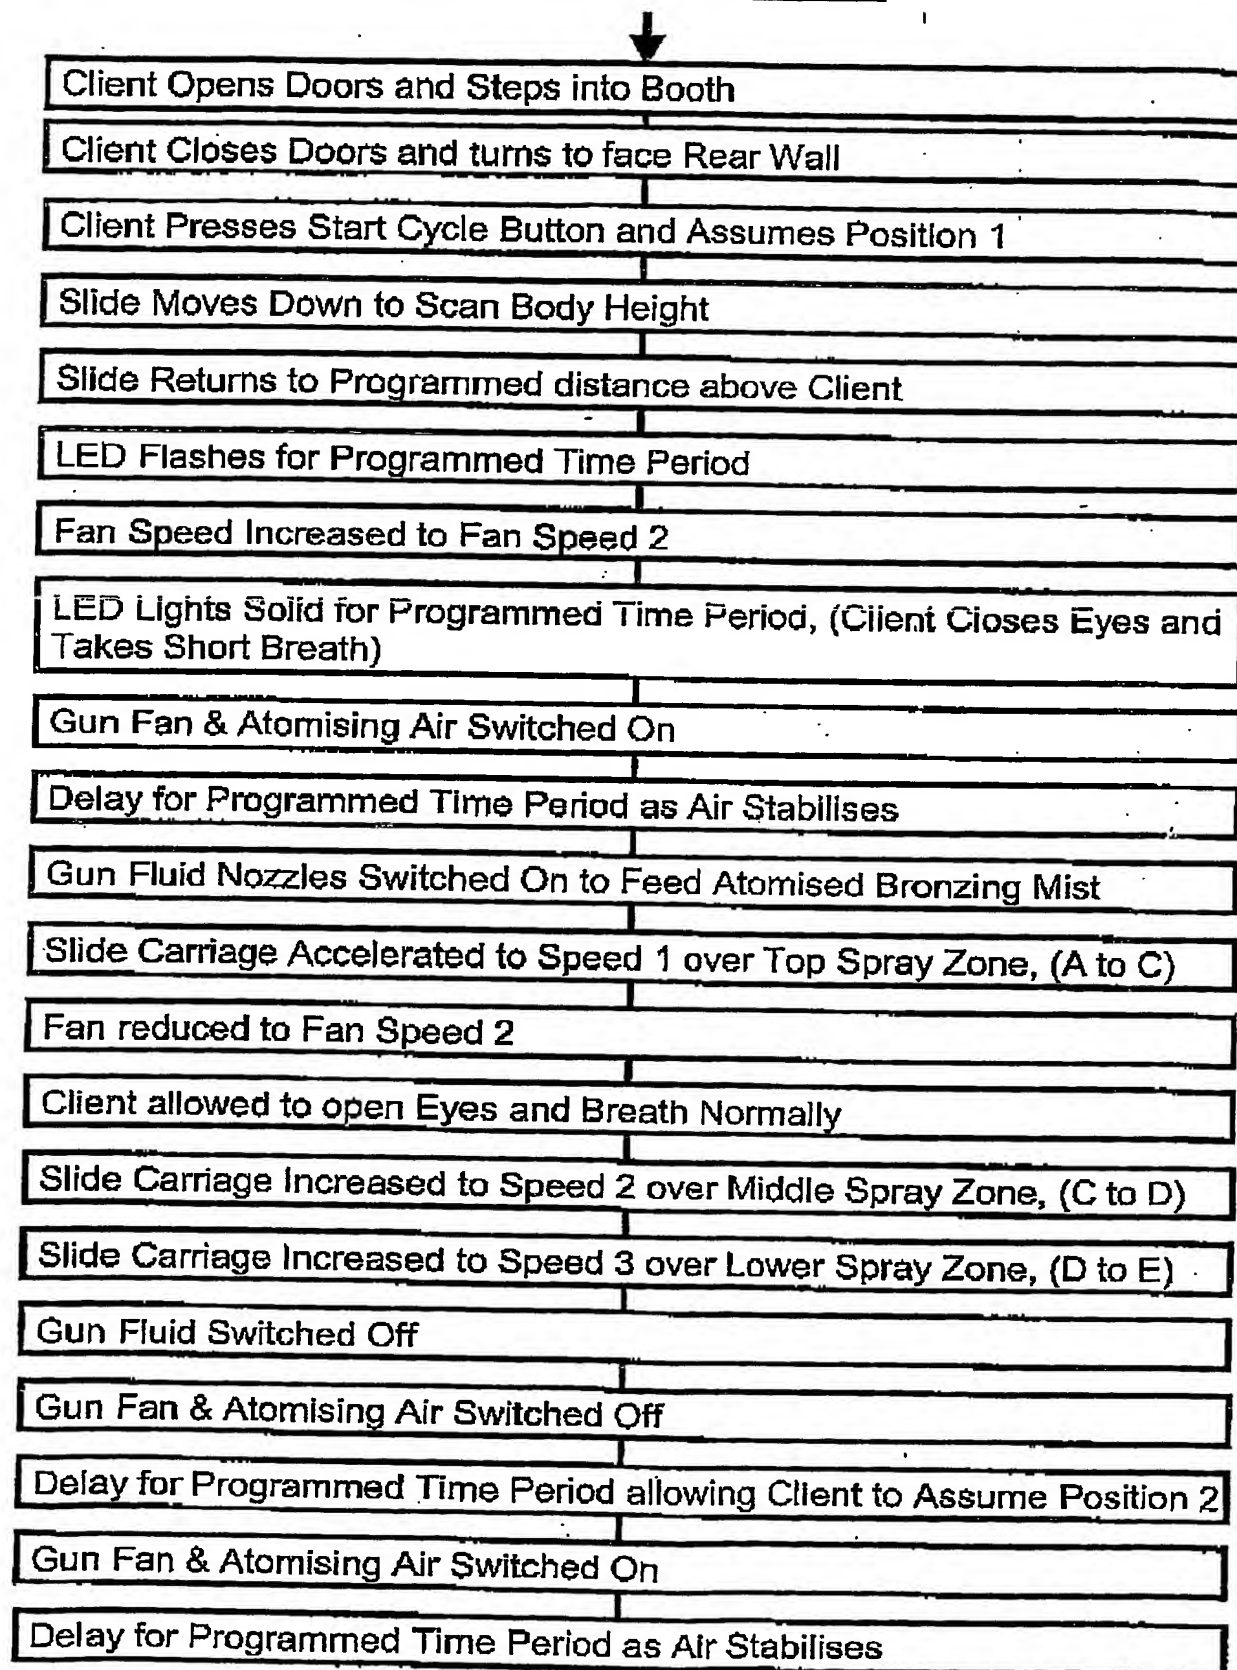 Client Opens Doors and Steps into Booth
Client Closes Doors and turns to face Rear Wall
Client Presses Start Cycle Button and Assumes Position 1
Slide Moves Down to Scan Body Height
Slide Returns to Programmed distance above Client
LED Flashes for Programmed Time Period
Fan Speed Increased to Fan Speed 2
LED Lights Solid for Programmed Time Period, (Client Closes Eyes and
Takes Short Breath)
Gun Fan & Atomising Air Switched On
Delay for Programmed Time Period as Air Stabilises
Gun Fluid Nozzles Switched On to Feed Atomised Bronzing Mist
Slide Carriage Accelerated to Speed 1 over Top Spray Zone, (A to C)
Fan reduced to Fan Speed 2
Client allowed to open Eyes and Breath Normally
Slide Carriage Increased to Speed 2 over Middle Spray Zone, (C to D)
Slide Carriage Increased to Speed 3 over Lower Spray Zone, (D to E)
Gun Fluid Switched Off
Gun Fan & Atomising Air Switched Off
Delay for Programmed Time Period allowing Client to Assume Position 2
Gun Fan & Atomising Air Switched On
Delay for Programmed Time Period as Air Stabilises